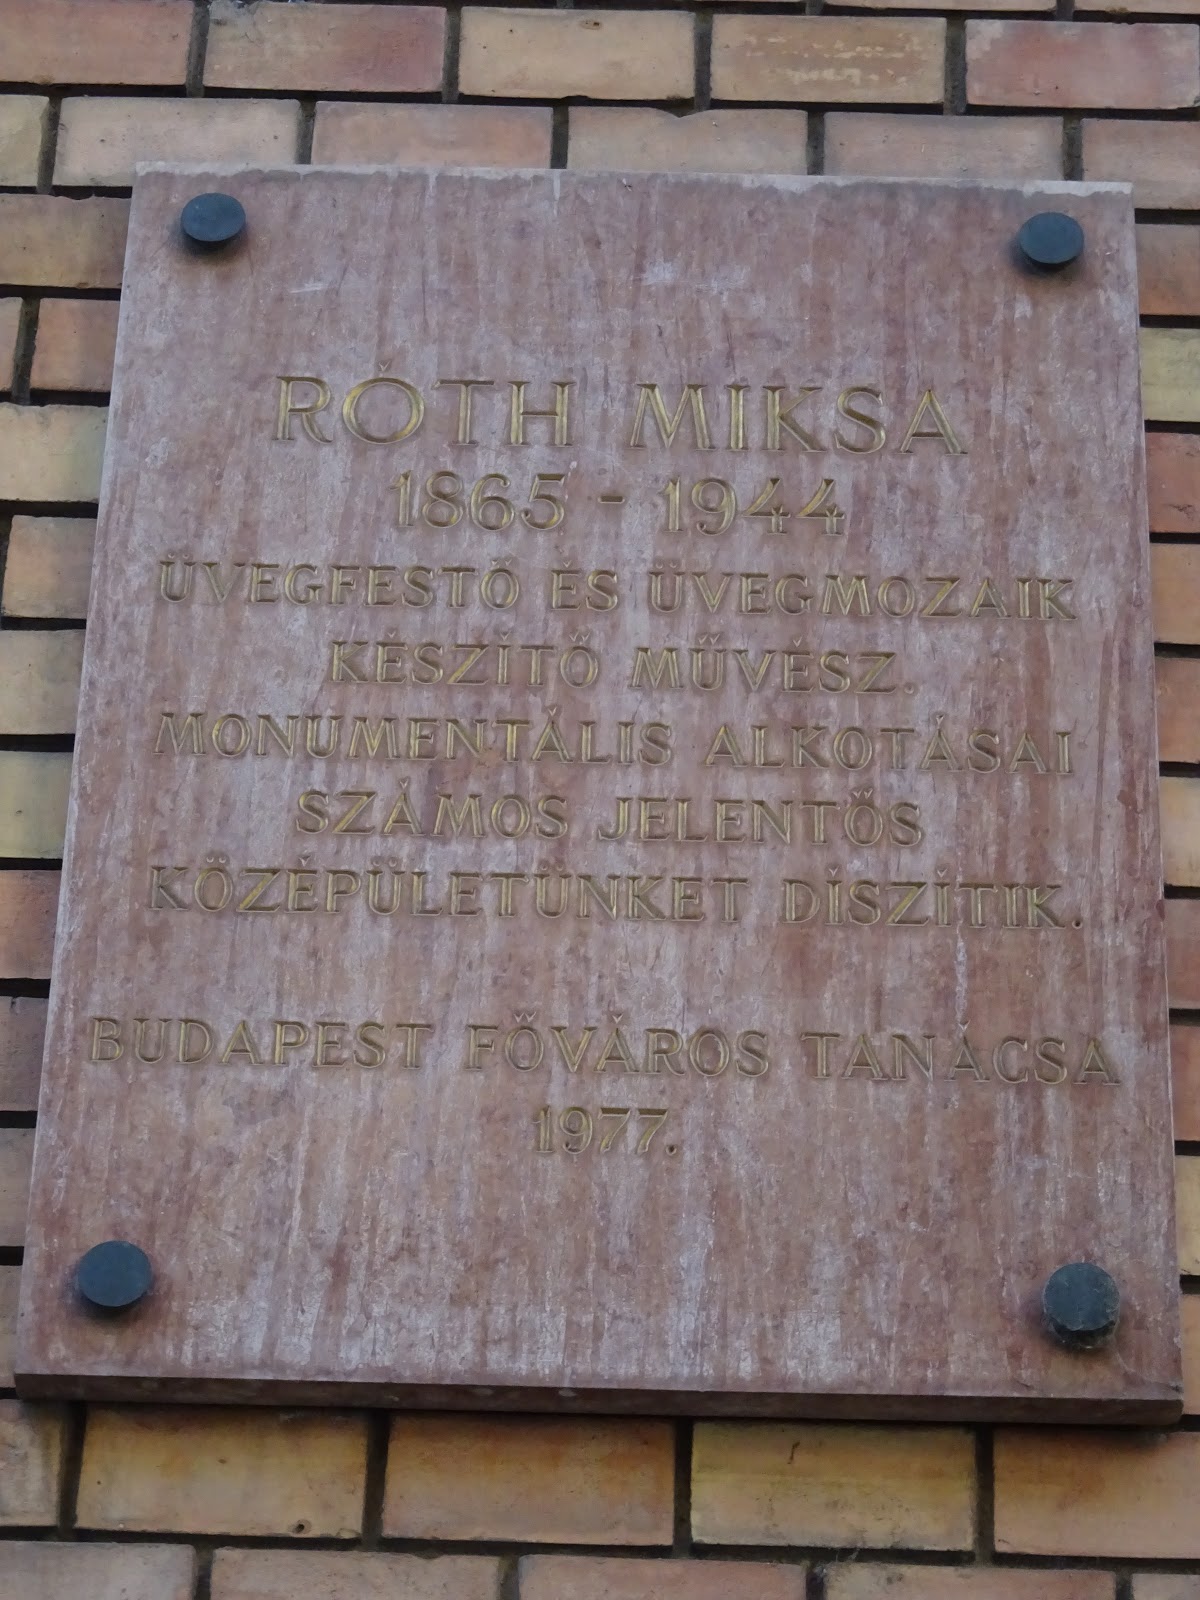 RÓTH MIKSA
1865 - 1944
ÜVEGFESTŐ ÉS ÜVEGMOZAIK
KÉSZÍTŐ MŰVÉSZ.
MONUMENTÁLIS ALKOTÁSAI
SZÁMOS JELENTŐS
KÖZÉPÜLETÜNKET DÍSZÍTIK.
BUDAPEST FŐVÁROS TANÁCSA
1977.